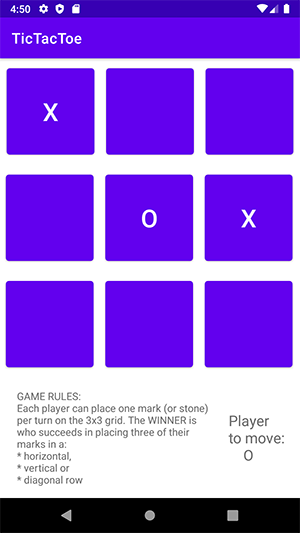 4:50
TicTacToe
X
O X
GAME RULES:
Each player can place one mark (or stone)
per turn on the 3x3 grid. The WINNER is
who succeeds in placing three of their
marks in a:
* horizontal,
* vertical or
* diagonal row
Player
to move:
O